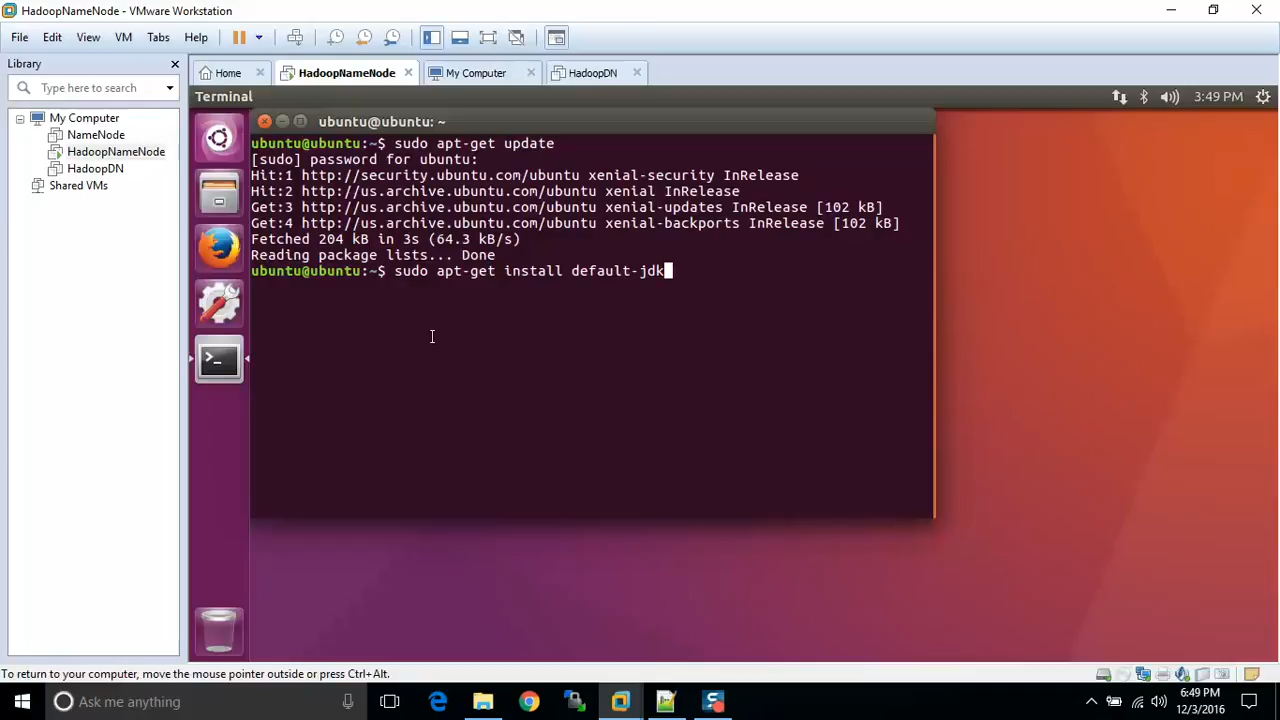 HadoopNameNode - VMware Workstation
File Edit View VM Tabs Help
Library
Home HadoopNameNode My Computer HadoopDN
Type here to search
My Computer
NameNode
HadoopNameNode
HadoopDN
Shared VMs
Terminal 3:49 PM
ubuntu@ubuntu: ~
ubuntu@ubuntu:~$ sudo apt-get update
[sudo] password for ubuntu:
Hit:1 http://security.ubuntu.com/ubuntu xenial-security InRelease
Hit:2 http://us.archive.ubuntu.com/ubuntu xenial InRelease
Get:3 http://us.archive.ubuntu.com/ubuntu xenial-updates InRelease [102 kB]
Get:4 http://us.archive.ubuntu.com/ubuntu xenial-backports InRelease [102 kB]
Fetched 204 kB in 3s (64.3 kB/s)
Reading package lists... Done
ubuntu@ubuntu:~$ sudo apt-get install default-jdk
To return to your computer, move the mouse pointer outside or press Ctrl+Alt.
Ask me anything
6:49 PM
12/3/2016